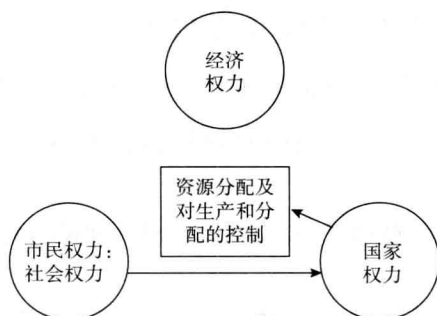 经济
权力
资源分配及
对生产和分
配的控制
市民权力：
社会权力
国家
权力